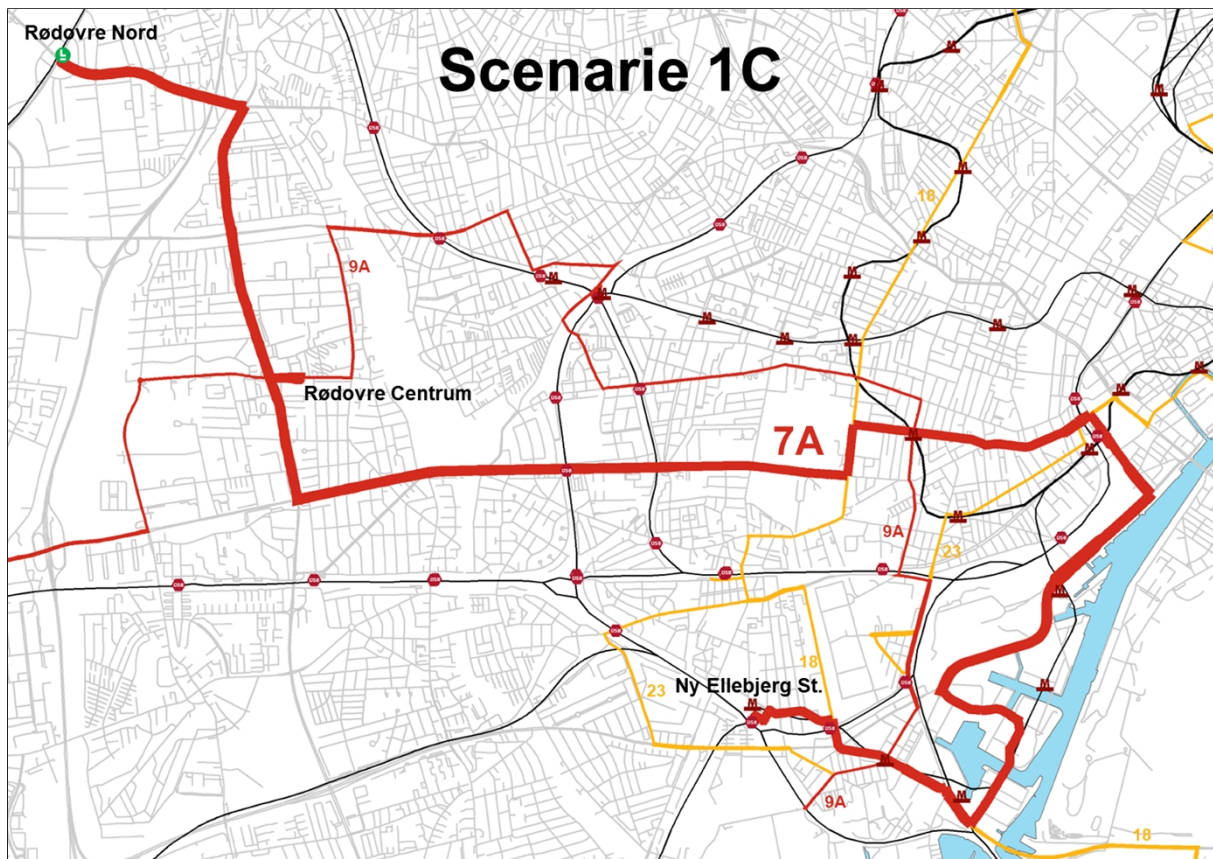 Rødovre Nord
Scenarie 1C
18
9A
Rødovre Centrum
7A
9A
23
18
23
Ny Ellebjerg St.
9A
18